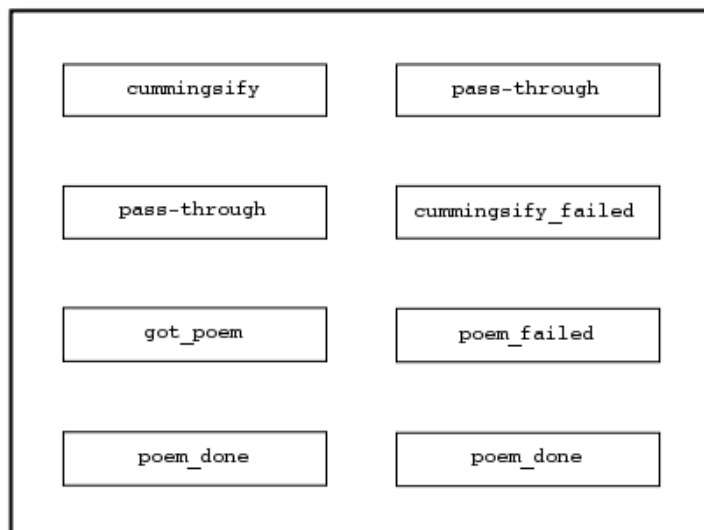 cummingsify
pass-through
pass-through
cummingsify_failed
got_poem
poem_failed
poem_done
poem_done